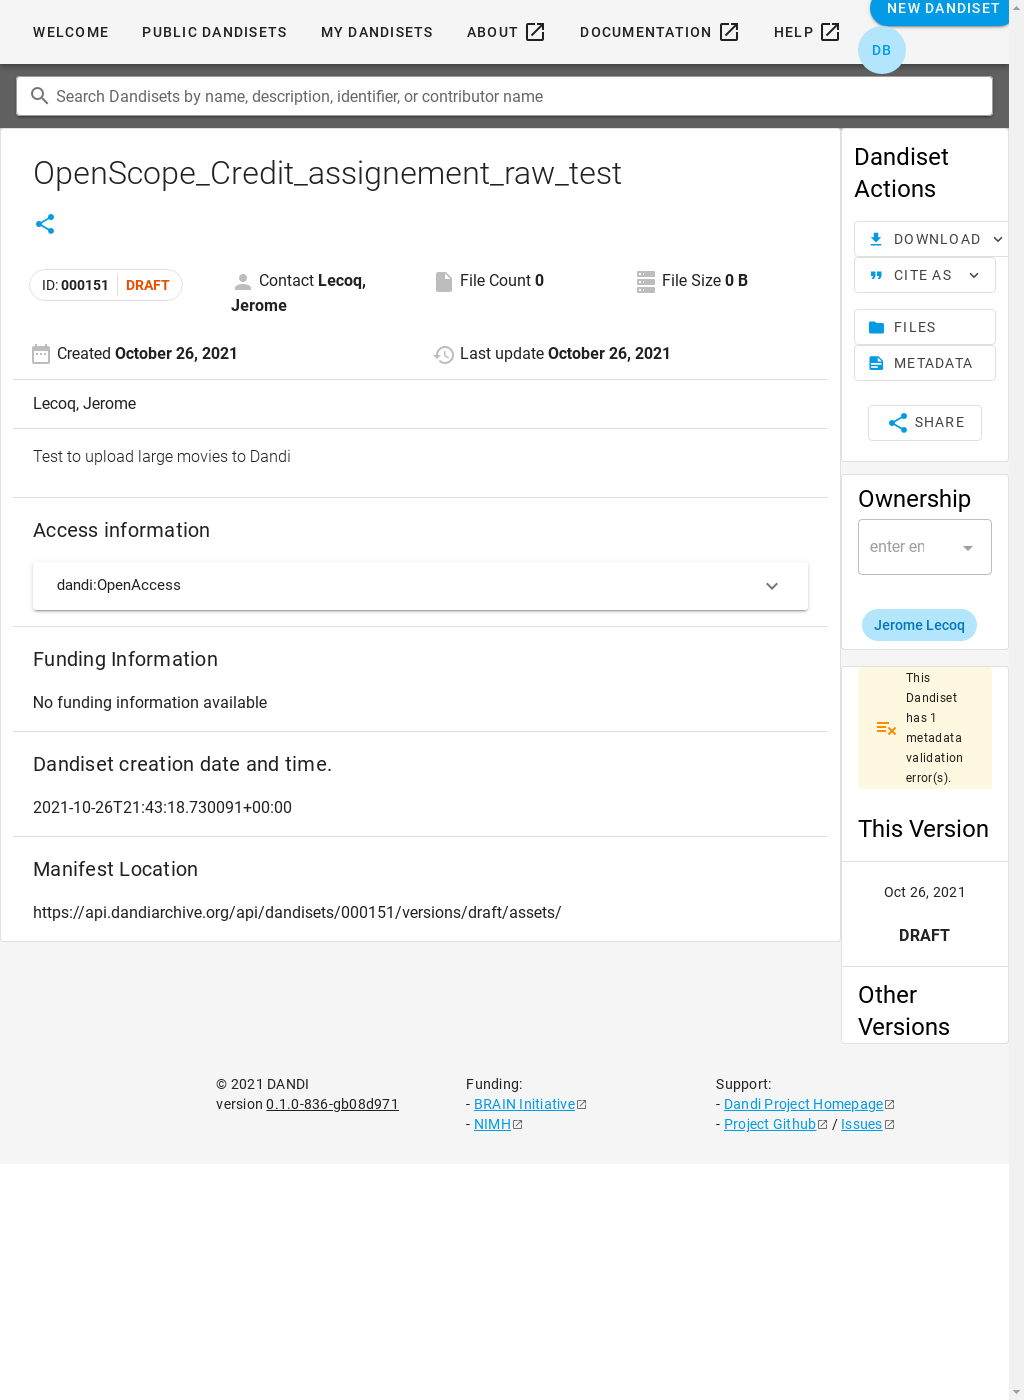 WELCOME
PUBLIC DANDISETS
MY DANDISETS
ABOUT
DOCUMENTATION
HELP
NEW DANDISET
DB
Search Dandisets by name, description, identifier, or contributor name
OpenScope_Credit_assignement_raw_test
ID: 000151 DRAFT
Contact Lecoq,
Jerome
File Count 0
File Size 0 B
Created October 26, 2021
Last update October 26, 2021
Lecoq, Jerome
Test to upload large movies to Dandi
Access information
dandi:OpenAccess
Funding Information
No funding information available
Dandiset creation date and time.
2021-10-26T21:43:18.730091+00:00
Manifest Location
https://api.dandiarchive.org/api/dandisets/000151/versions/draft/assets/
Dandiset
Actions
DOWNLOAD
CITE AS
FILES
METADATA
SHARE
Ownership
enter en
Jerome Lecoq
This
Dandiset
has 1
metadata
validation
error(s).
This Version
Oct 26, 2021
DRAFT
Other
Versions
© 2021 DANDI
version 0.1.0-836-gb08d971
Funding:
- BRAIN Initiative
- NIMH
Support:
- Dandi Project Homepage
- Project Github / Issues